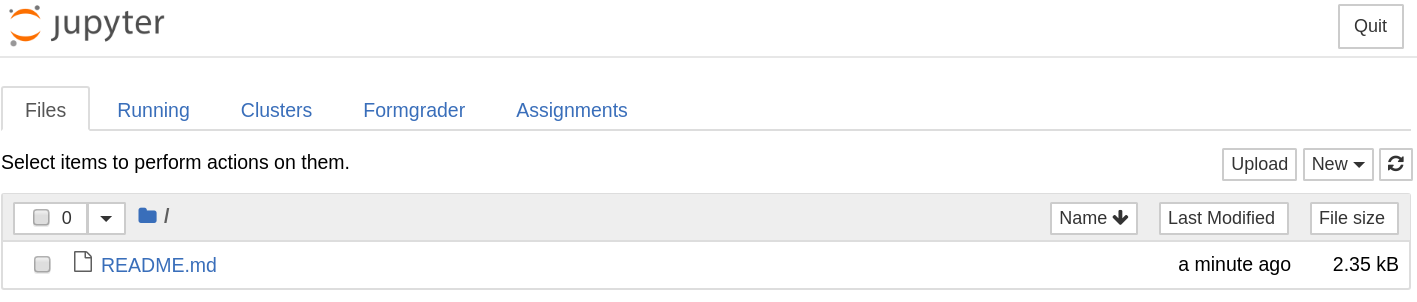 jupyter
Quit
Files Running Clusters Formgrader Assignments
Select items to perform actions on them.
Upload New
0 / Name Last Modified File size
README.md a minute ago 2.35 kB